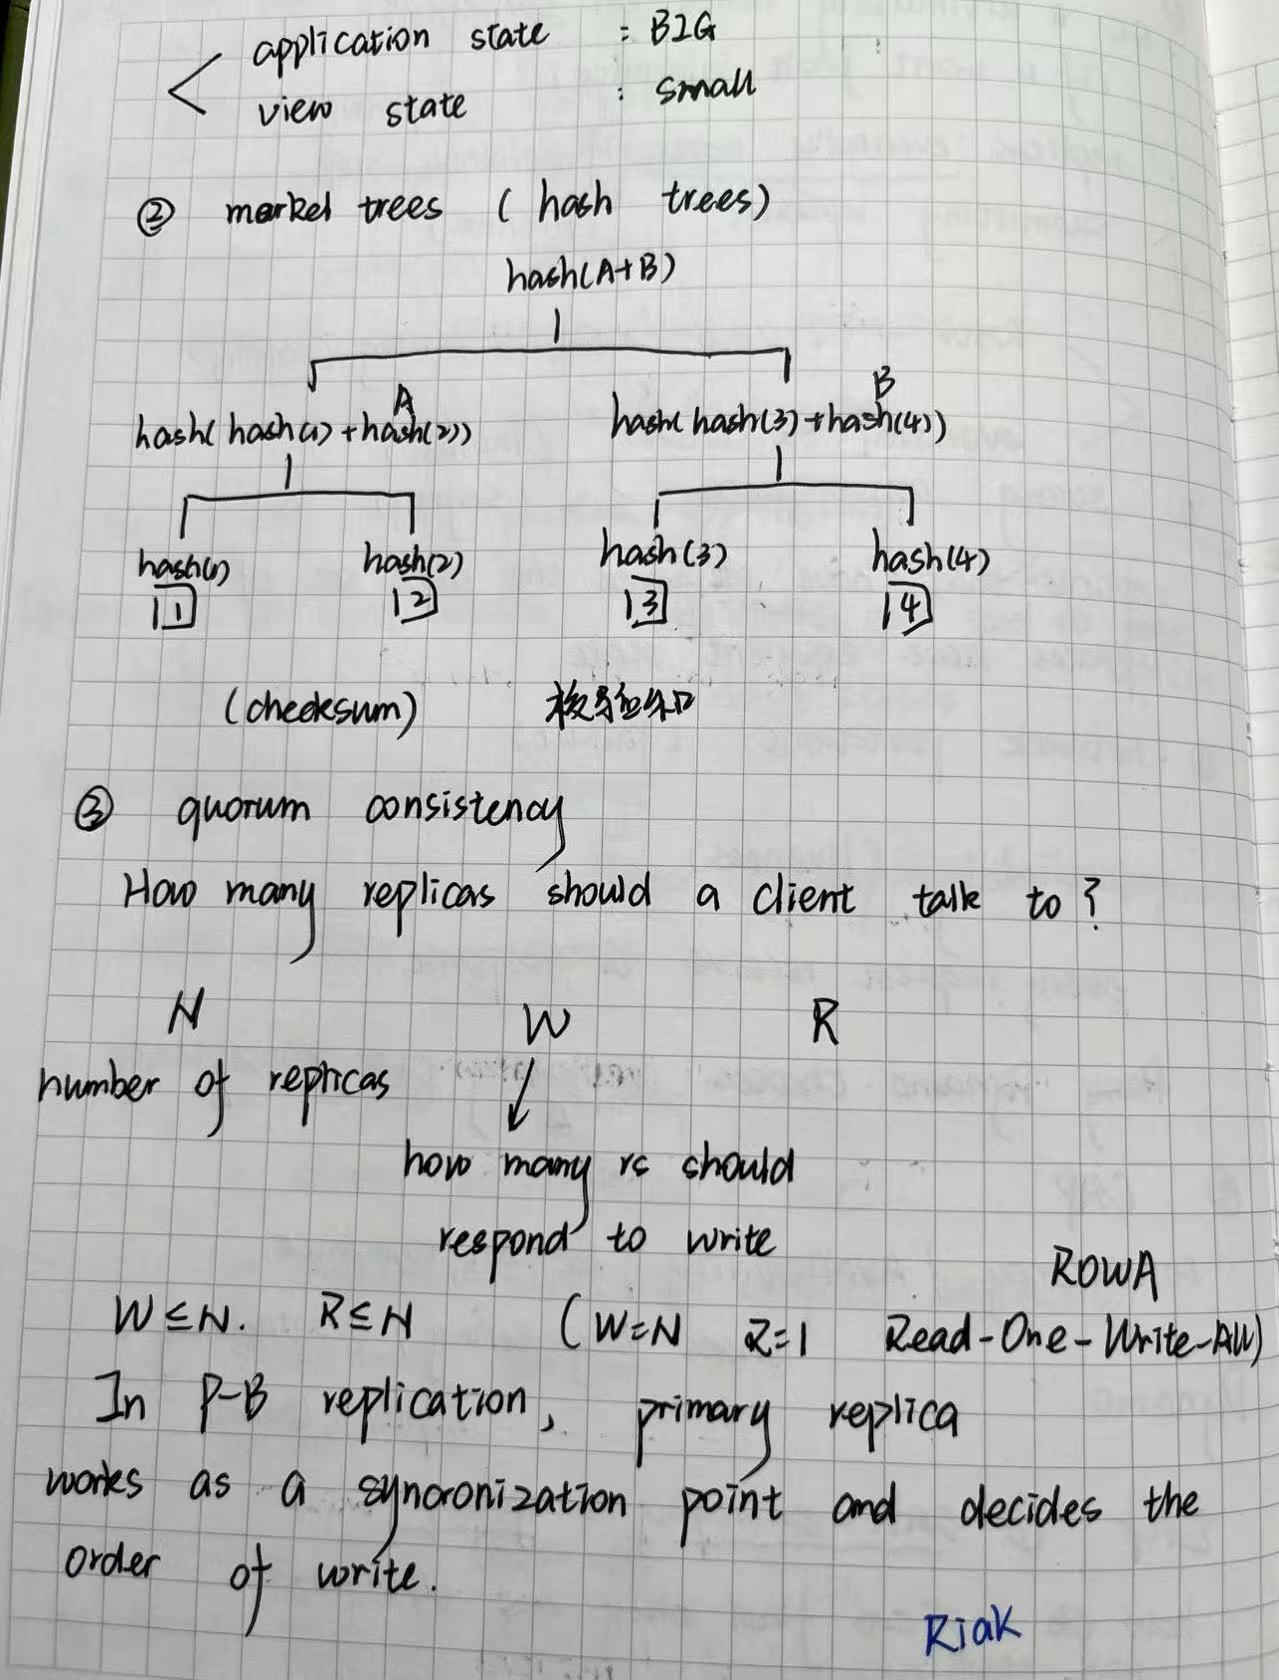 application state : BIG
view state : small
② markel trees ( hash trees)
hash(A+B)
A B
hash( hash(1) + hash(2)) hash( hash(3) + hash(4))
hash(1) hash(2) hash(3) hash(4)
1 2 3 4
(checksum) 校验和
③ quorum consistency
How many replicas should a client talk to ?
N W R
number of replicas
how many rs should
respond to write
ROWA
W ≤ N. R ≤ N ( W=N R=1 Read-One-Write-All)
In P-B replication, primary replica
works as a syncronization point and decides the
order of write.
Riak